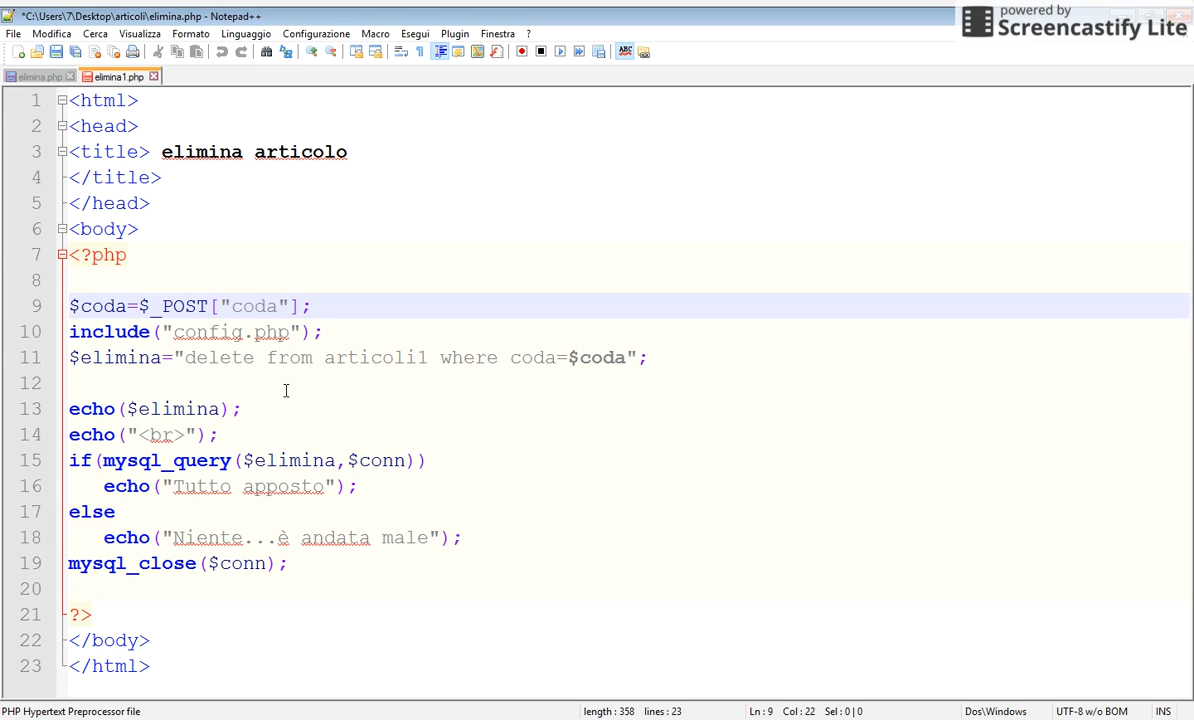 *C:\Users\7\Desktop\articoli\elimina.php - Notepad++
powered by
Screencastify Lite
File Modifica Cerca Visualizza Formato Linguaggio Configurazione Macro Esegui Plugin Finestra ?
ABC
elimina.php elimina1.php
1 <html>
2 <head>
3 <title> elimina articolo
4 </title>
5 </head>
6 <body>
7 <?php
8
9 $coda=$_POST["coda"];
10 include("config.php");
11 $elimina="delete from articoli1 where coda=$coda";
12
13 echo($elimina);
14 echo("<br>");
15 if(mysql_query($elimina,$conn))
16 echo("Tutto apposto");
17 else
18 echo("Niente...è andata male");
19 mysql_close($conn);
20
21 ?>
22 </body>
23 </html>
PHP Hypertext Preprocessor file length : 358 lines : 23 Ln : 9 Col : 22 Sel : 0 | 0 Dos\Windows UTF-8 w/o BOM INS